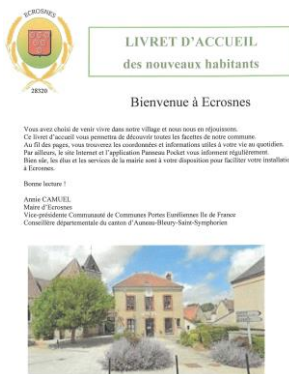 ECROSNES
28320
LIVRET D'ACCUEIL
des nouveaux habitants
Bienvenue à Ecrosnes
Vous avez choisi de venir vivre dans notre village et nous nous en réjouissons.
Ce livret d'accueil vous permettra de découvrir toutes les facettes de notre commune.
Au fil des pages, vous trouverez les coordonnées et informations utiles à votre vie au quotidien.
Par ailleurs, le site Internet et l'application Panneau Pocket vous informent régulièrement.
Bien sûr, les élus et les services de la mairie sont à votre disposition pour faciliter votre installatio
à Ecrosnes.
Bonne lecture !
Annie CAMUEL
Maire d'Ecrosnes
Vice-présidente Communauté de Communes Portes Euréliennes Ile de France
Conseillère départementale du canton d'Auneau-Bleury-Saint-Symphorien